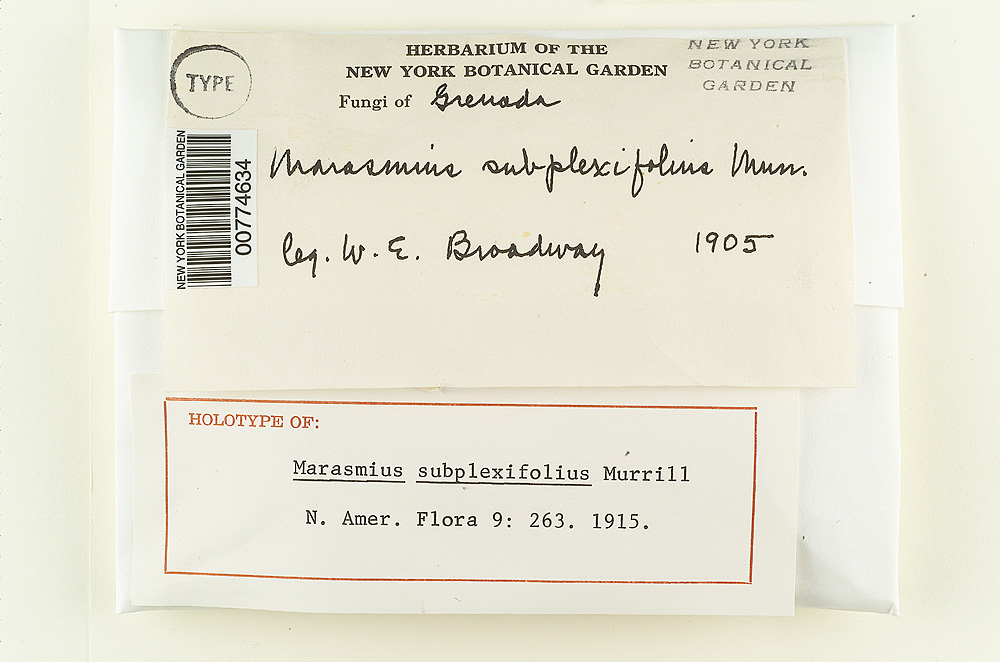 TYPE
HERBARIUM OF THE
NEW YORK BOTANICAL GARDEN
Fungi of Grenada
NEW YORK
BOTANICAL
GARDEN
NEW YORK BOTANICAL GARDEN
00774634
Marasmius subplexifolius Murr.
leg. W. E. Broadway 1905
HOLOTYPE OF:
Marasmius subplexifolius Murrill
N. Amer. Flora 9: 263. 1915.